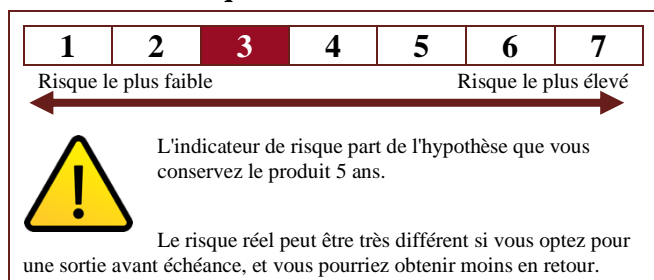 1 2 3 4 5 6 7
Risque le plus faible Risque le plus élevé
L'indicateur de risque part de l'hypothèse que vous
conservez le produit 5 ans.
Le risque réel peut être très différent si vous optez pour
une sortie avant échéance, et vous pourriez obtenir moins en retour.